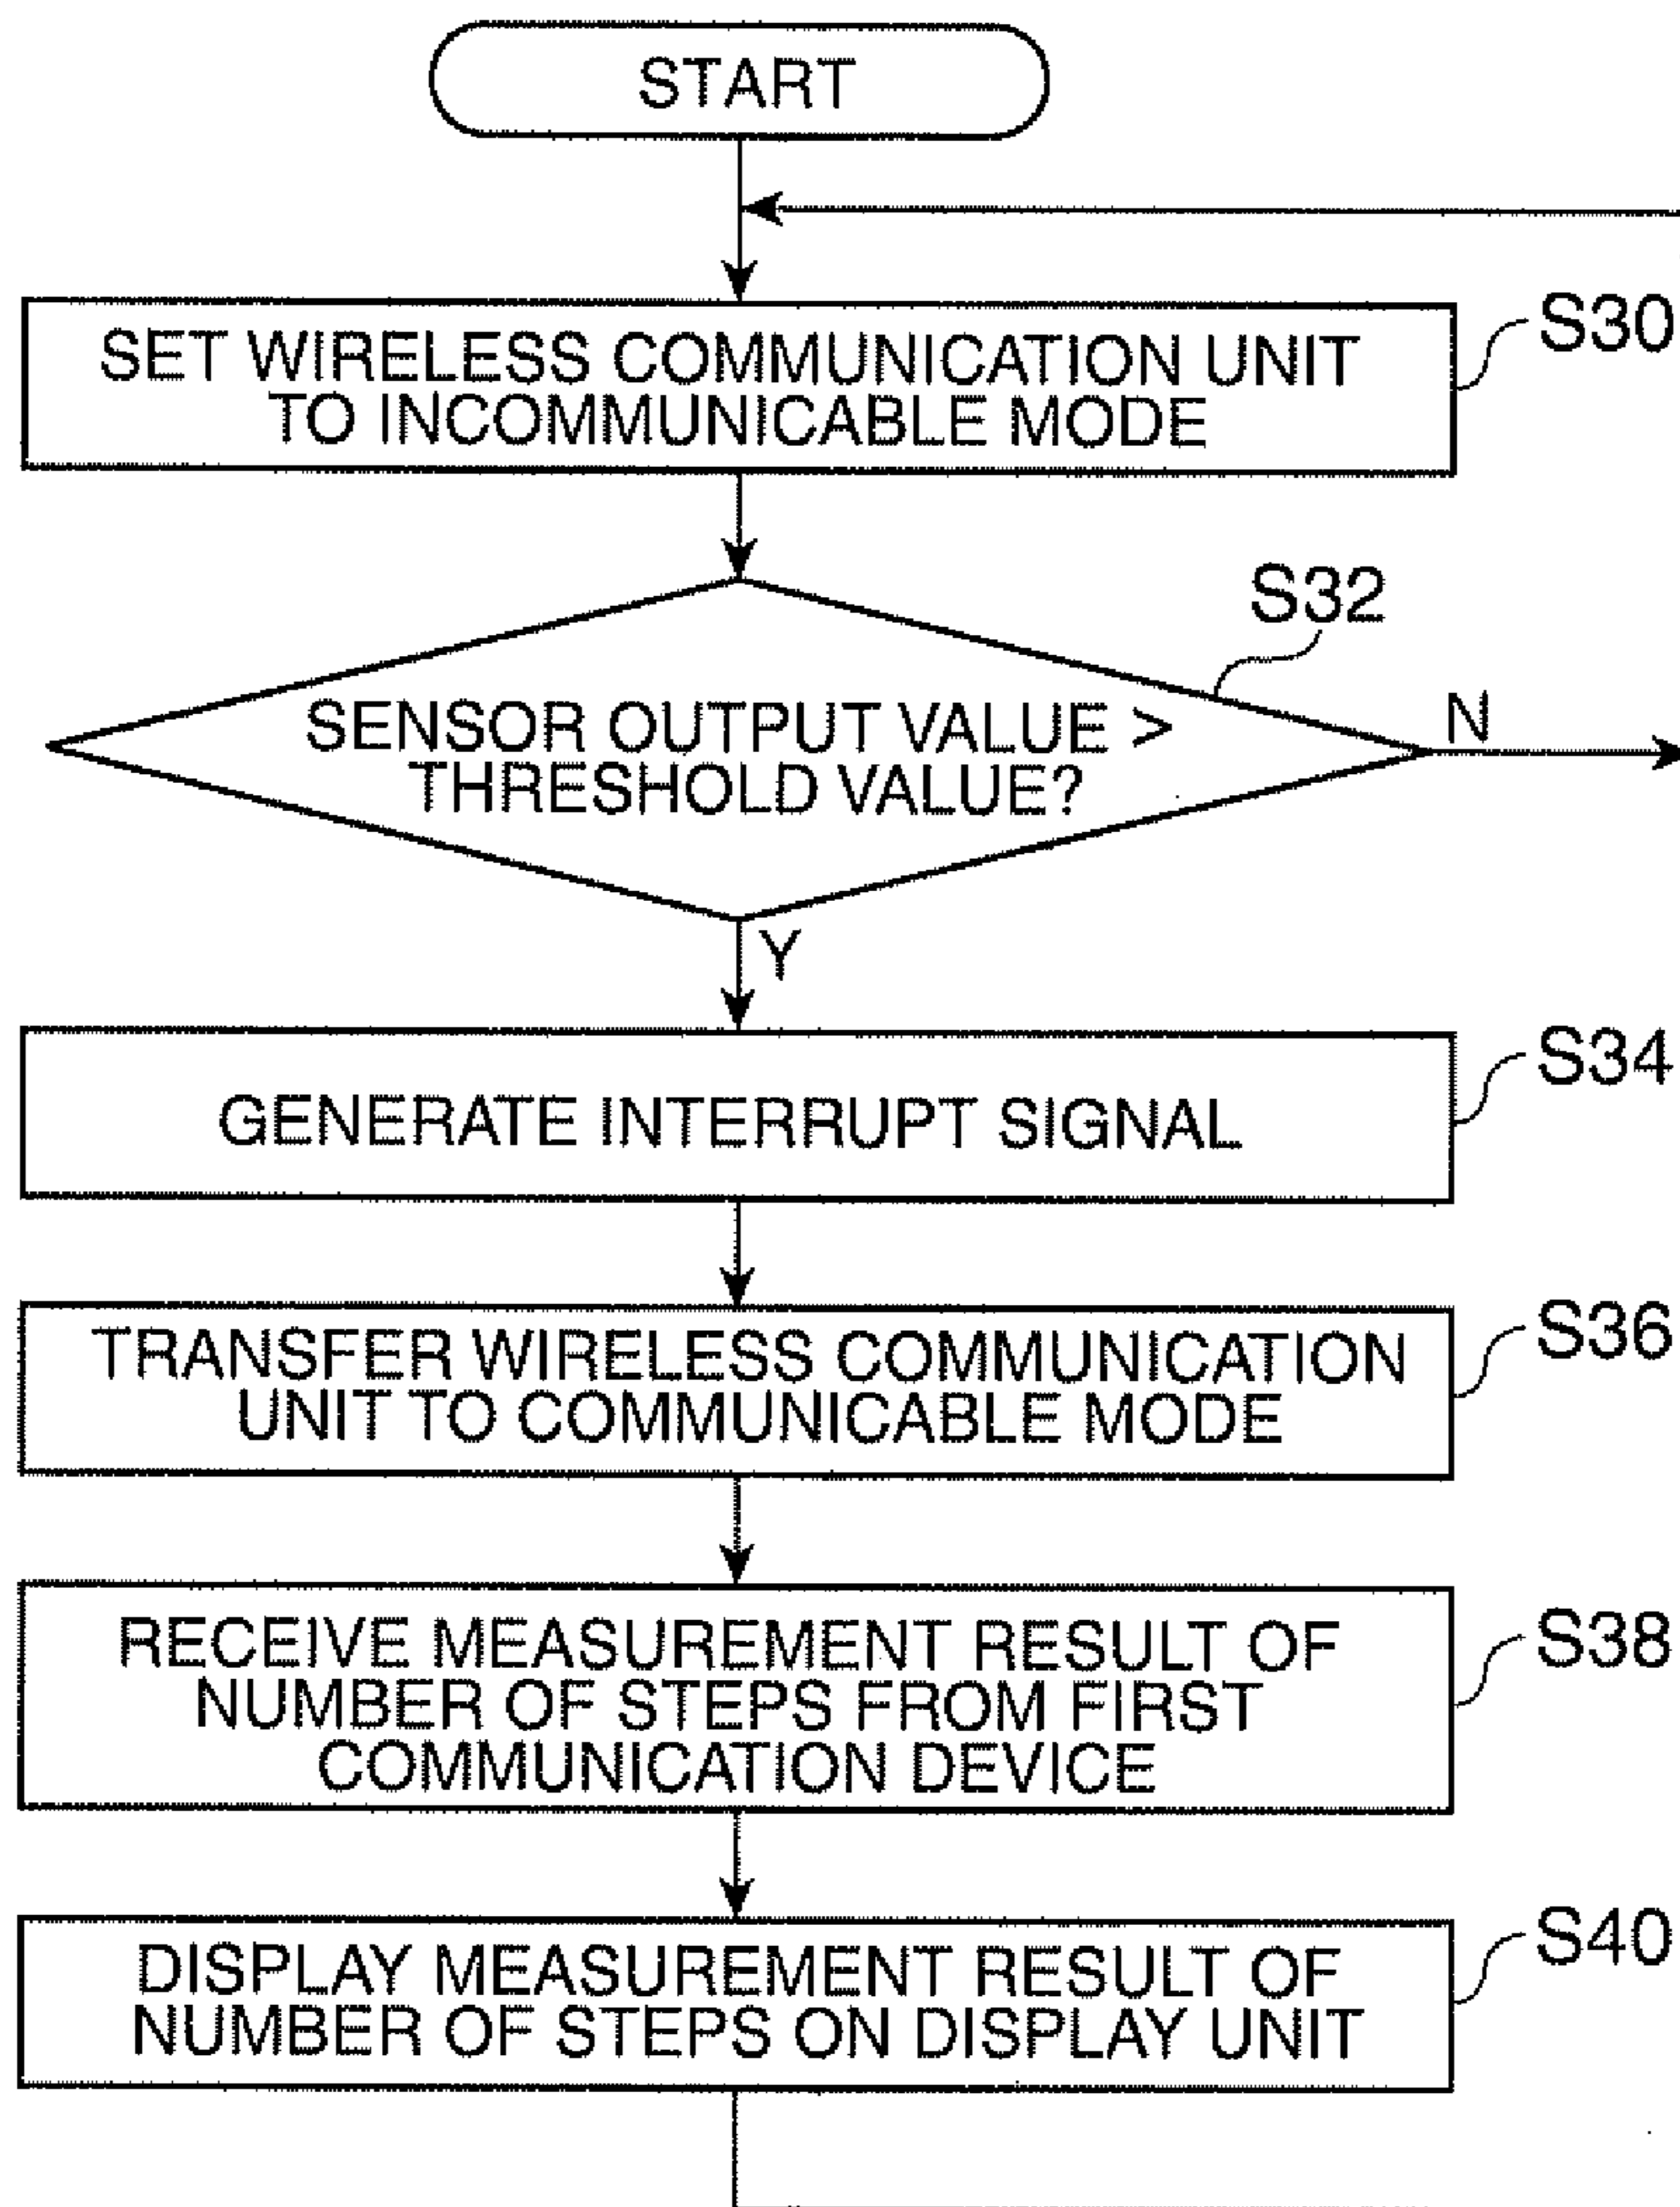 START
SET WIRELESS COMMUNICATION UNIT
TO INCOMMUNICABLE MODE
S30
S32
SENSOR OUTPUT VALUE >
THRESHOLD VALUE?
N
Y
GENERATE INTERRUPT SIGNAL
S34
TRANSFER WIRELESS COMMUNICATION
UNIT TO COMMUNICABLE MODE
S36
RECEIVE MEASUREMENT RESULT OF
NUMBER OF STEPS FROM FIRST
COMMUNICATION DEVICE
S38
DISPLAY MEASUREMENT RESULT OF
NUMBER OF STEPS ON DISPLAY UNIT
S40